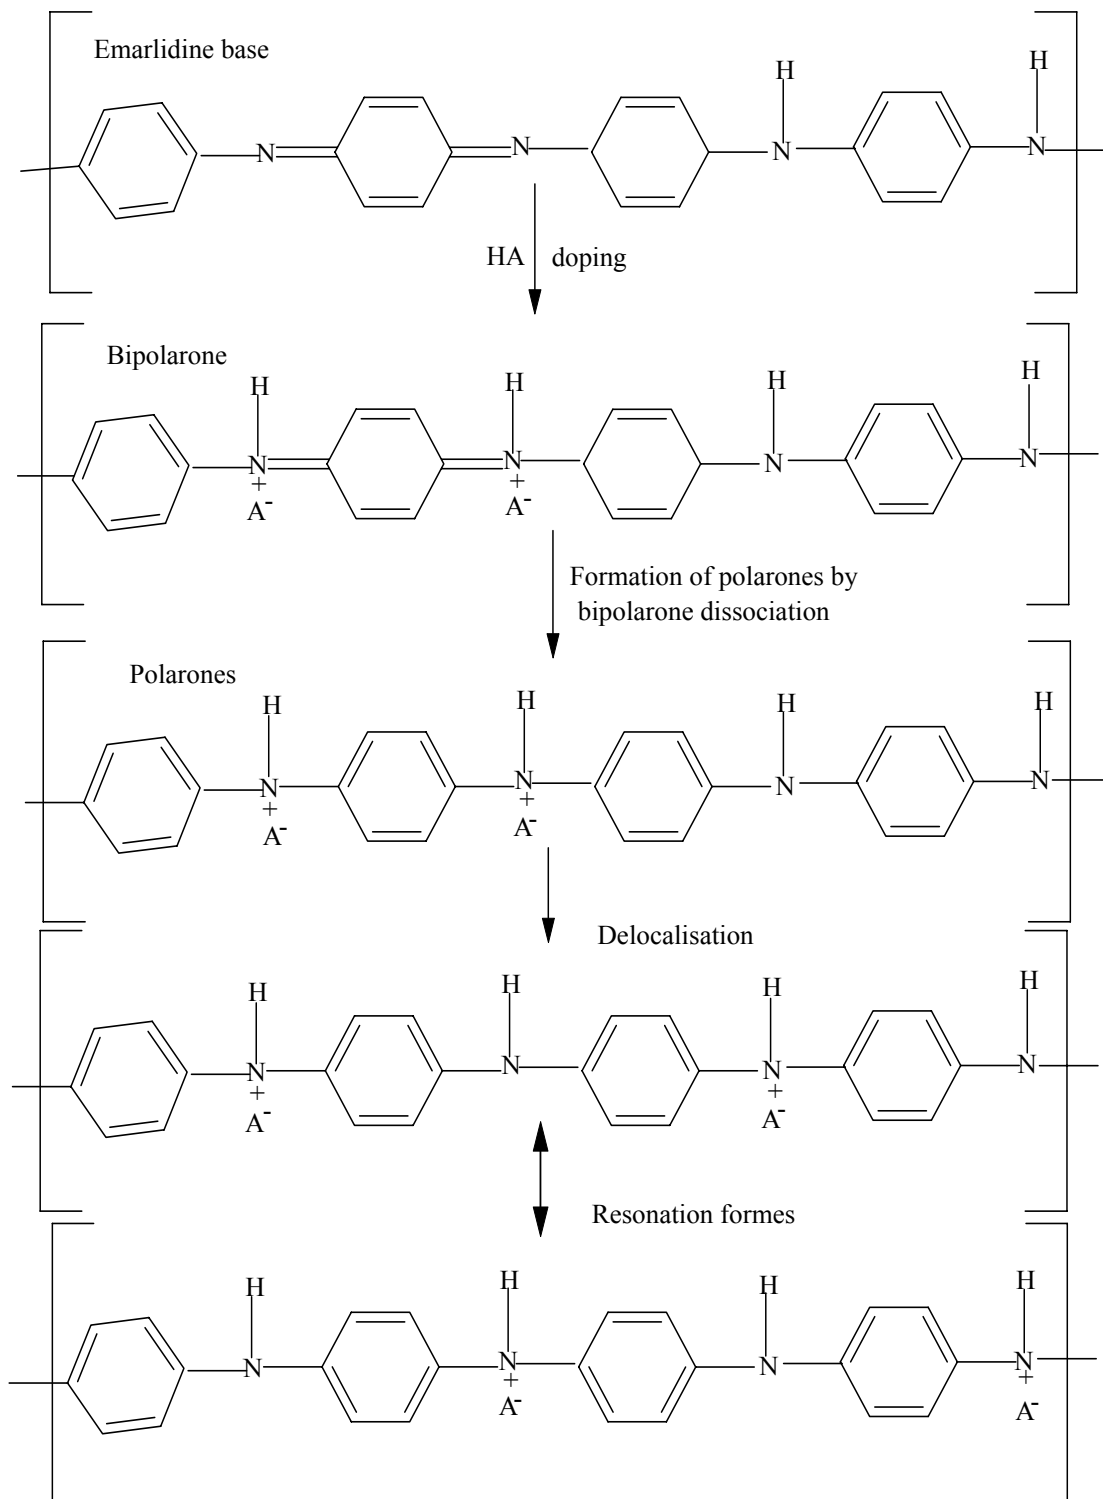 Emarlidine base
H
H
N
N
N
N
HA
doping
Bipolarone
H
H
H
H
N
N
N
N
+
+
A-
A-
Formation of polarones by
bipolarone dissociation
Polarones
H
H
H
H
N
N
N
N
+
+
A-
A-
Delocalisation
H
H
H
H
N
N
N
N
+
+
A-
A-
Resonation formes
H
H
H
H
N
N
N
N
+
+
A-
A-